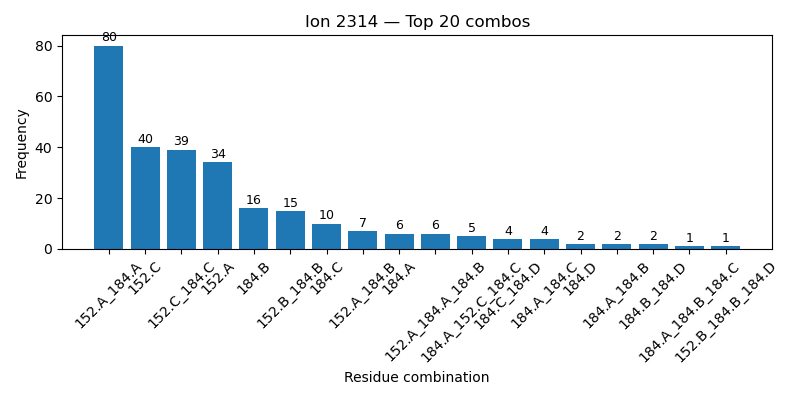 Ion 2314 — Top 20 combos
80
40
39
34
16
15
10
7
6
6
5
4
4
2
2
2
1
1
80
60
40
20
0
Frequency
152.A_184.A
152.C
152.C_184.C
152.A
184.B
152.B_184.B
184.C
152.A_184.B
184.A
152.A_184.A_184.B
184.A_152.C_184.C
184.C_184.D
184.A_184.C
184.D
184.A_184.B
184.B_184.D
184.A_184.B_184.C
152.B_184.B_184.D
Residue combination